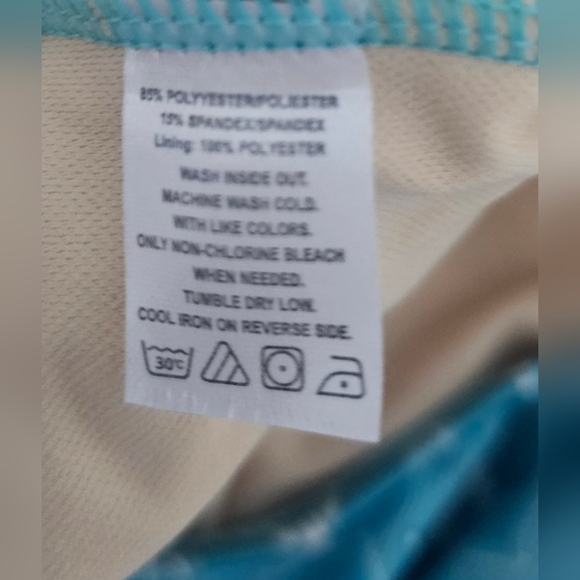 85% POLYYESTER/POLIESTER
15% SPANDEX/SPANDEX
Lining: 100% POLYESTER
WASH INSIDE OUT.
MACHINE WASH COLD.
WITH LIKE COLORS.
ONLY NON-CHLORINE BLEACH
WHEN NEEDED.
TUMBLE DRY LOW.
COOL IRON ON REVERSE SIDE.
30°C